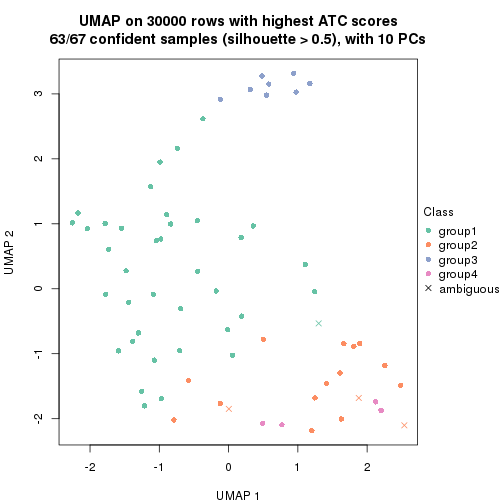 UMAP on 30000 rows with highest ATC scores
63/67 confident samples (silhouette > 0.5), with 10 PCs
3
2
1
0
-1
-2
UMAP 2
-2 -1 0 1 2
UMAP 1
Class
group1
group2
group3
group4
ambiguous